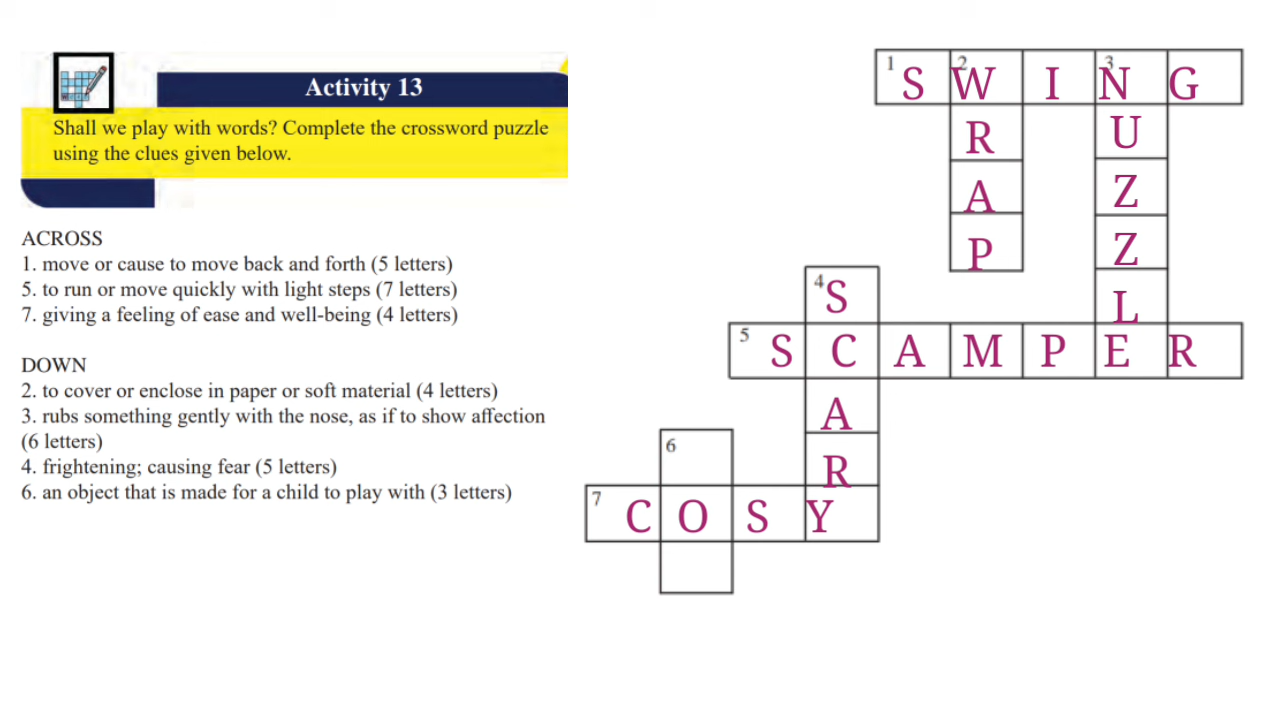 Activity 13
Shall we play with words? Complete the crossword puzzle
using the clues given below.
ACROSS
1. move or cause to move back and forth (5 letters)
5. to run or move quickly with light steps (7 letters)
7. giving a feeling of ease and well-being (4 letters)
DOWN
2. to cover or enclose in paper or soft material (4 letters)
3. rubs something gently with the nose, as if to show affection
(6 letters)
4. frightening; causing fear (5 letters)
6. an object that is made for a child to play with (3 letters)
1 S 2 W I 3 N G
R U
A Z
P Z
4 S L
5 S C A M P E R
A
6 R
7 C O S Y